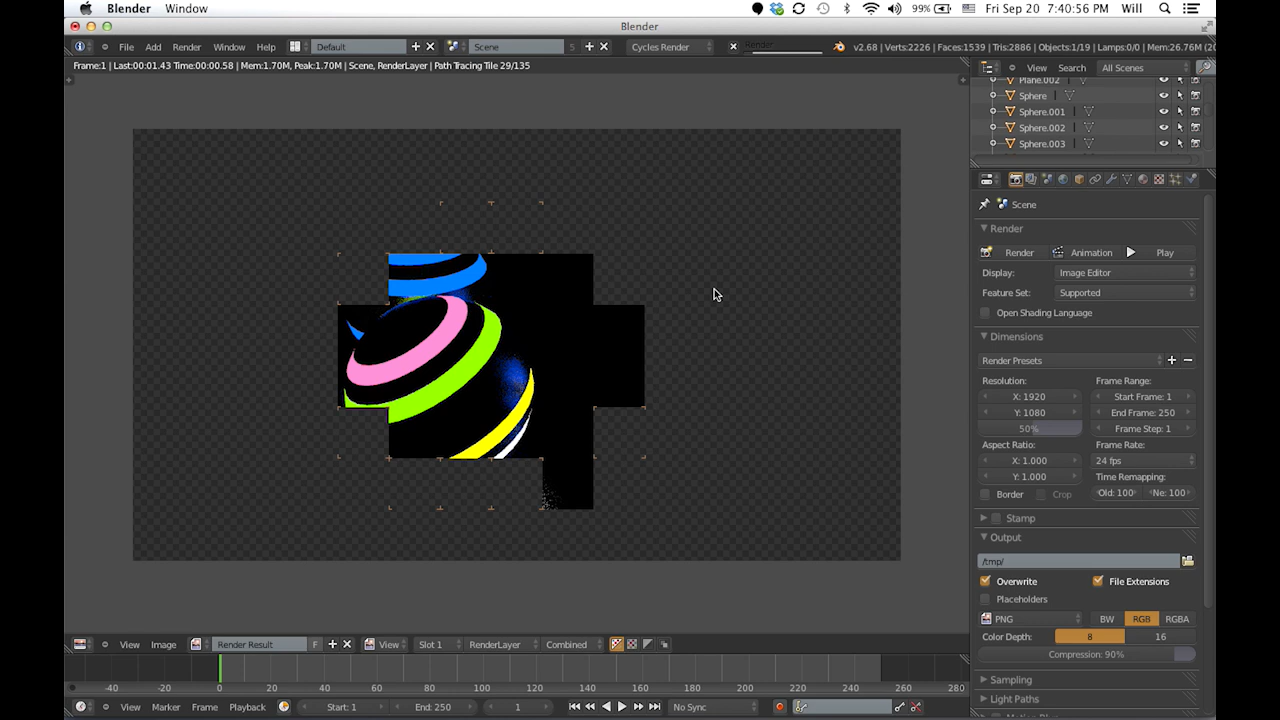 Blender Window 99% Fri Sep 20 7:40:56 PM Will
Blender
File Add Render Window Help Default Scene 5 Cycles Render Render v2.68 | Verts:2226 | Faces:1539 | Tris:2886 | Objects:1/19 | Lamps:0/0 | Mem:26.76M (20
Frame:1 | Last:00:01.43 Time:00:00.58 | Mem:1.70M, Peak:1.70M | Scene, RenderLayer | Path Tracing Tile 29/135
View Search All Scenes
Plane.002
Sphere
Sphere.001
Sphere.002
Sphere.003
Scene
Render
Render Animation Play
Display: Image Editor
Feature Set: Supported
Open Shading Language
Dimensions
Render Presets
Resolution: Frame Range:
X: 1920 Start Frame: 1
Y: 1080 End Frame: 250
50% Frame Step: 1
Aspect Ratio: Frame Rate:
X: 1.000 24 fps
Y: 1.000 Time Remapping:
Border Crop Old: 100 Ne: 100
Stamp
Output
/tmp/
Overwrite File Extensions
Placeholders
PNG BW RGB RGBA
Color Depth: 8 16
Compression: 90%
Sampling
Light Paths
View Image Render Result F View Slot 1 RenderLayer Combined
-40 -20 0 20 40 60 80 100 120 140 160 180 200 220 240 260 280
View Marker Frame Playback Start: 1 End: 250 1 No Sync